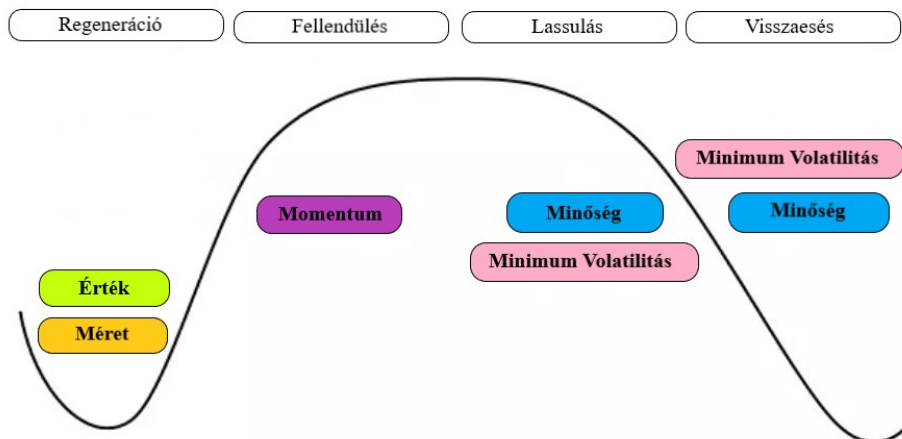 Regeneráció
Fellendülés
Lassulás
Visszaesés
Minimum Volatilitás
Momentum
Minőség
Minőség
Minimum Volatilitás
Érték
Méret